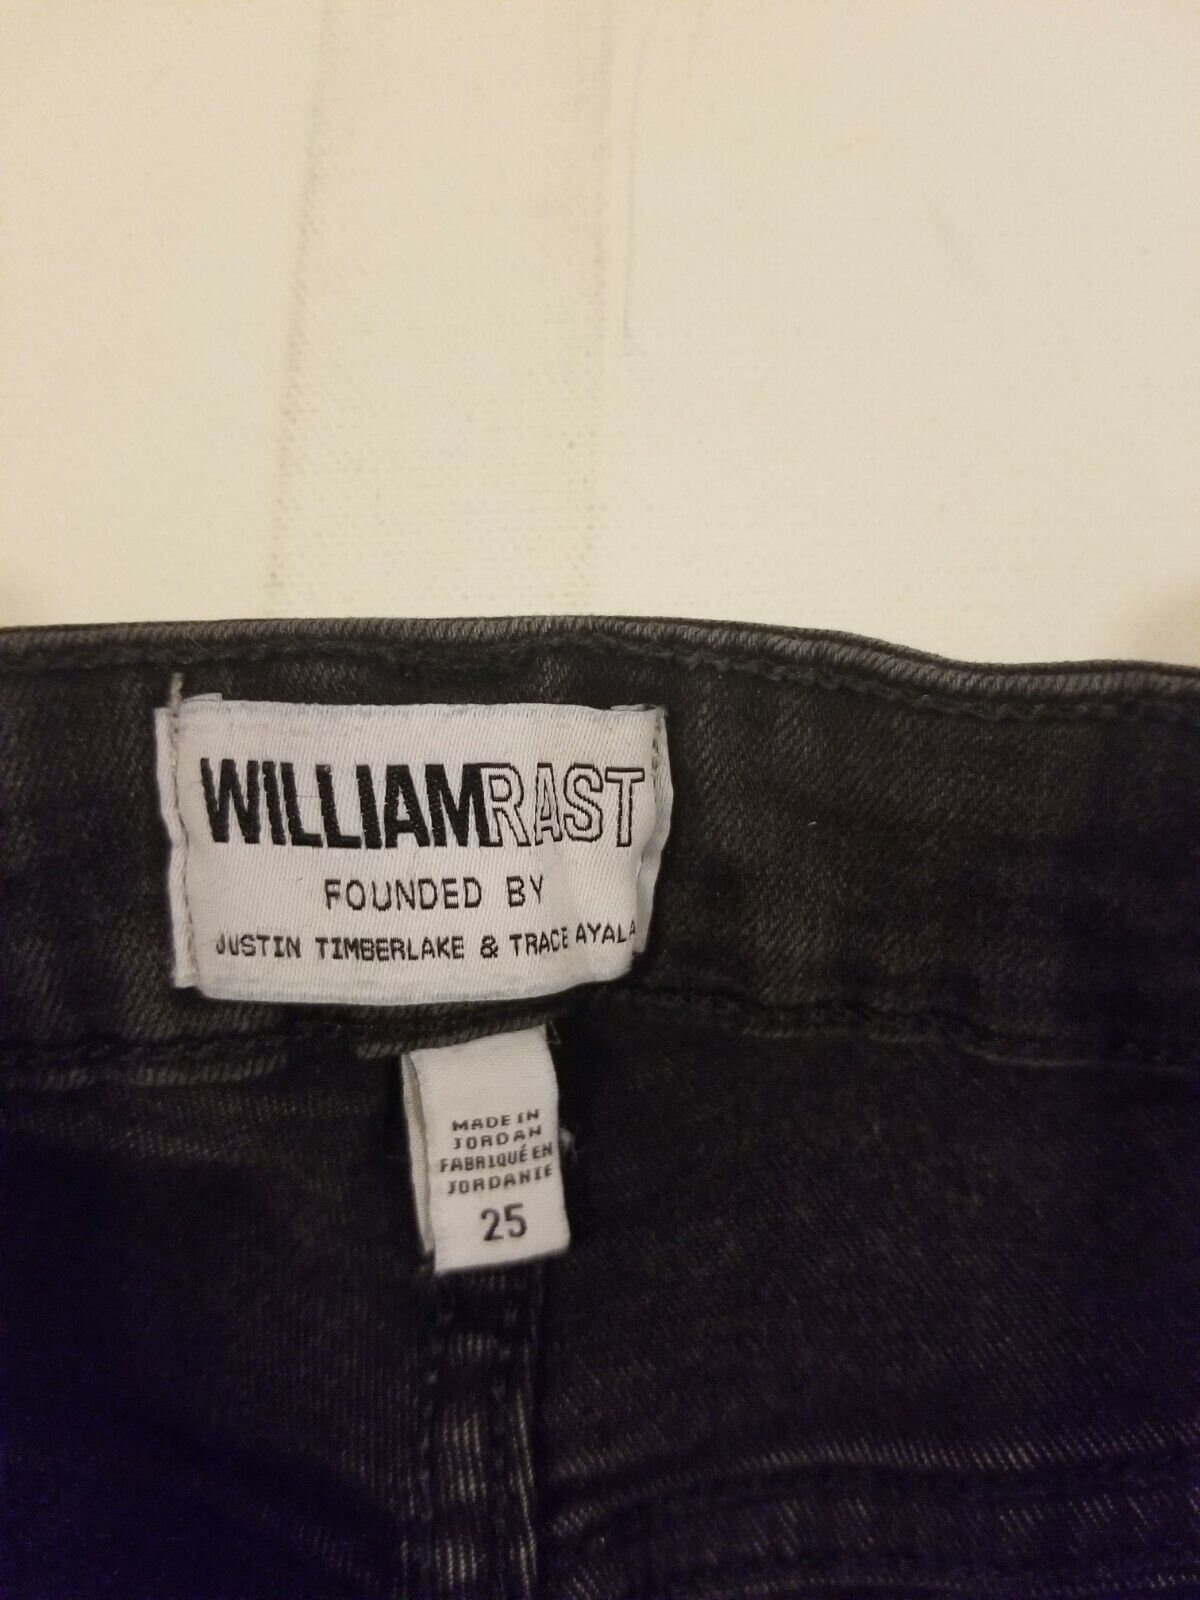 WILLIAMRAST
FOUNDED BY
JUSTIN TIMBERLAKE & TRACE AYALA
MADE IN
JORDAN
FABRIQUÉ EN
JORDANIE
25